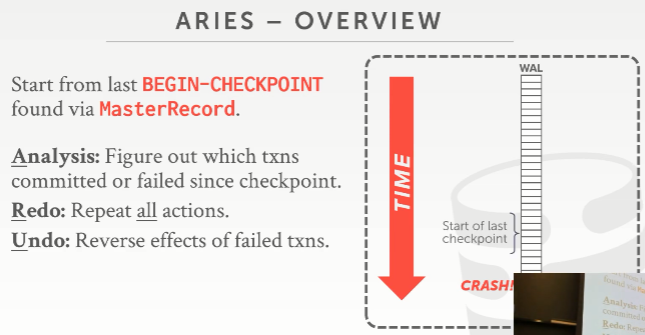 ARIES – OVERVIEW
Start from last BEGIN-CHECKPOINT
found via MasterRecord.
Analysis: Figure out which txns
committed or failed since checkpoint.
Redo: Repeat all actions.
Undo: Reverse effects of failed txns.
WAL
TIME
Start of last
checkpoint
CRASH!